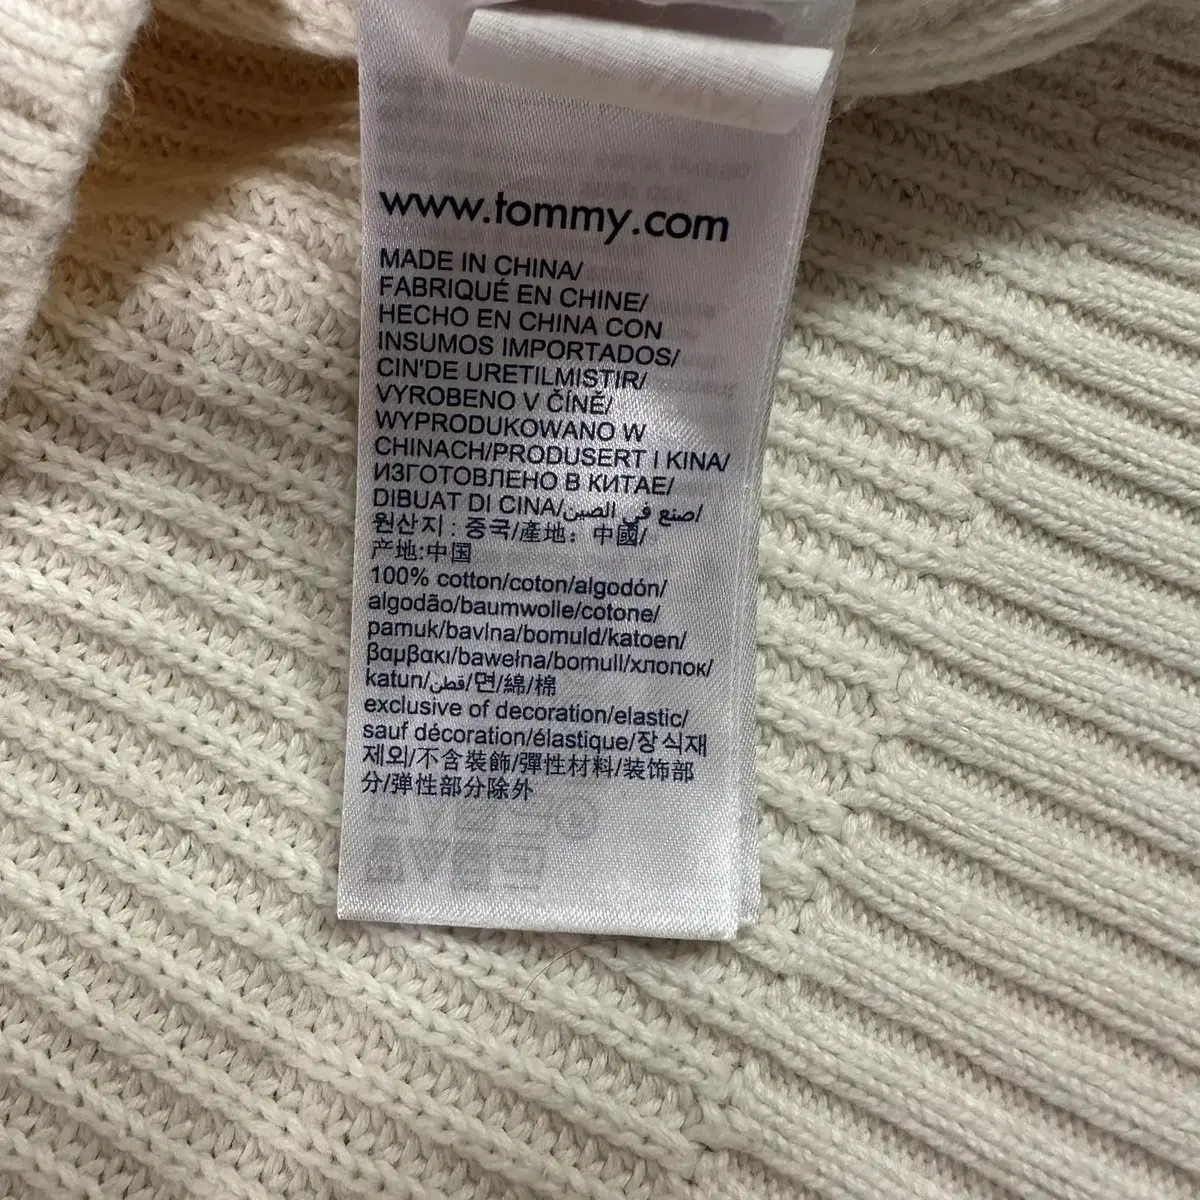 www.tommy.com
MADE IN CHINA/
FABRIQUÉ EN CHINE/
HECHO EN CHINA CON
INSUMOS IMPORTADOS/
CIN'DE URETILMISTIR/
VYROBENO V ČÍNĚ/
WYPRODUKOWANO W
CHINACH/PRODUSERT I KINA/
ИЗГОТОВЛЕНО В КИТАЕ/
DIBUAT DI CINA/صنع في الصين/
원산지 : 중국/產地：中國/
产地:中国
100% cotton/coton/algodón/
algodão/baumwolle/cotone/
pamuk/bavlna/bomuld/katoen/
βαμβακι/bawełna/bomull/хлопок/
katun/قطن/면/綿/棉
exclusive of decoration/elastic/
sauf décoration/élastique/장식재
제외/不含裝飾/彈性材料/装饰部
分/弹性部分除外